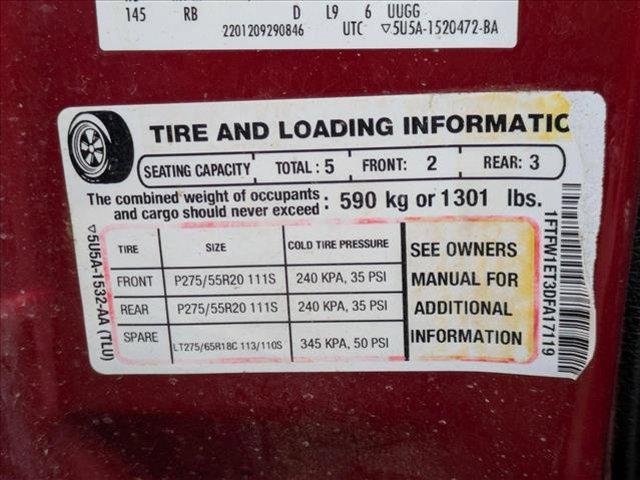 145 RB D L9 6 UUGG
2201209290846 UTC ▽5U5A-1520472-BA
TIRE AND LOADING INFORMATIC
SEATING CAPACITY TOTAL : 5 FRONT: 2 REAR: 3
The combined weight of occupants
and cargo should never exceed : 590 kg or 1301 lbs.
TIRE SIZE COLD TIRE PRESSURE
FRONT P275/55R20 111S 240 KPA, 35 PSI
REAR P275/55R20 111S 240 KPA, 35 PSI
SPARE LT275/65R18C 113/110S 345 KPA, 50 PSI
SEE OWNERS
MANUAL FOR
ADDITIONAL
INFORMATION
▽5U5A-1532-AA (TLU)
1FTFW1ET3DFA17119